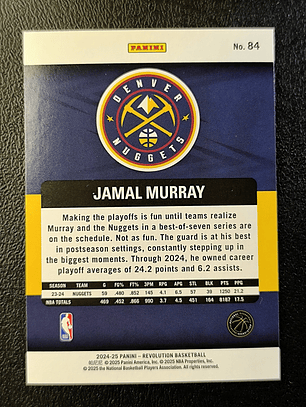 PANINI
No. 84
DENVER
NUGGETS
JAMAL MURRAY
Making the playoffs is fun until teams realize
Murray and the Nuggets in a best-of-seven series are
on the schedule. Not as fun. The guard is at his best
in postseason settings, constantly stepping up in
the biggest moments. Through 2024, he owned career
playoff averages of 24.2 points and 6.2 assists.
SEASON TEAM G FG% FT% 3PM RPG APG STL BLK PTS PPG
23-24 NUGGETS 59 .480 .852 143 4.1 6.5 57 39 1250 21.2
NBA TOTALS 469 .452 .866 990 3.7 4.5 451 164 8187 17.5
NBA
2024-25 PANINI – REVOLUTION BASKETBALL
© 2025 Panini America, Inc. © 2025 NBA Properties, Inc.
© 2025 the National Basketball Players Association. All rights reserved.